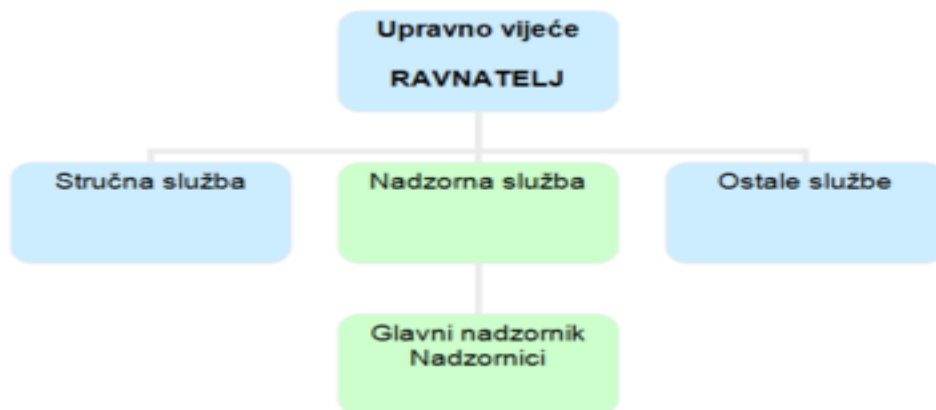 Upravno vijeće
RAVNATELJ
Stručna služba
Nadzorna služba
Ostale službe
Glavni nadzornik
Nadzornici